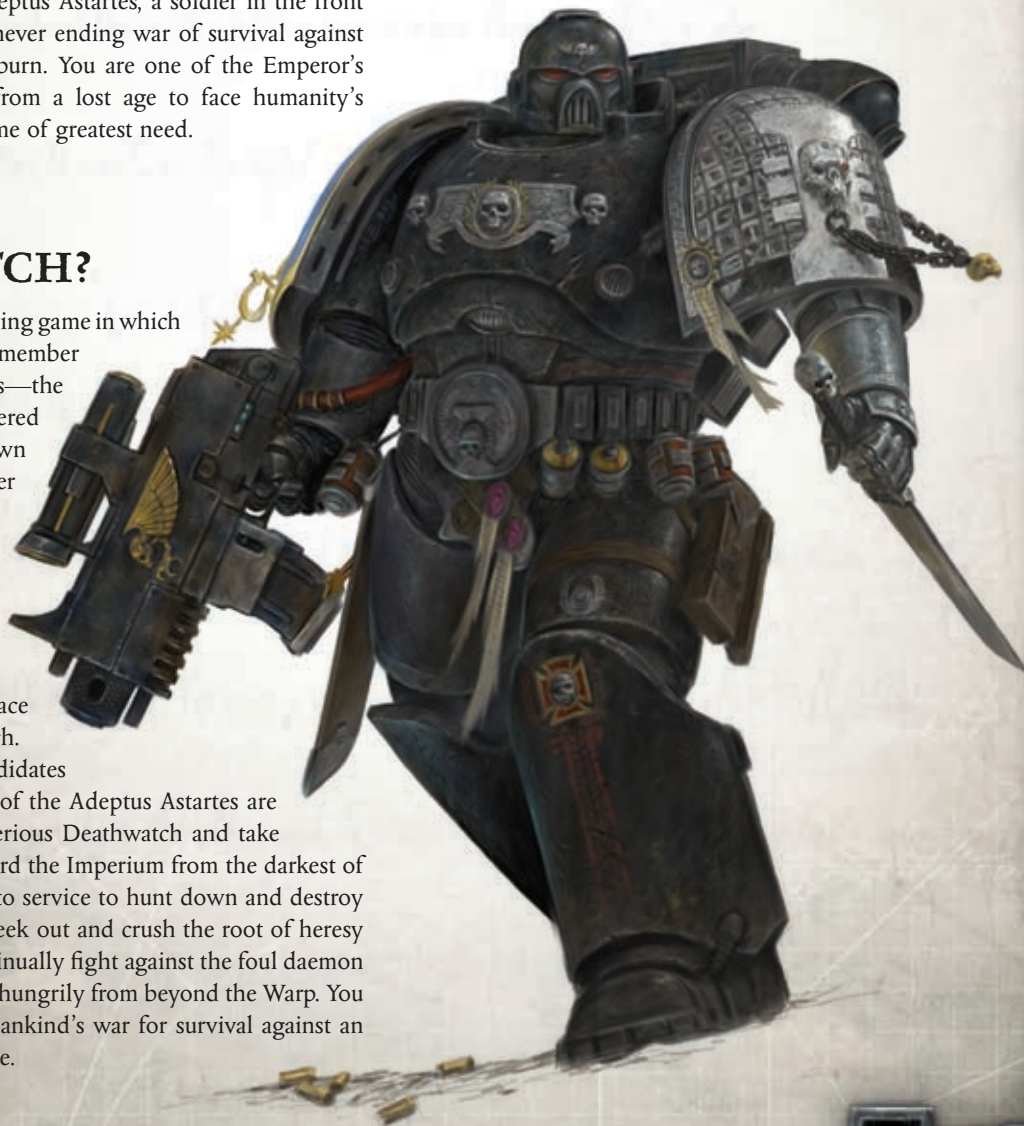 Adeptus Astartes, a soldier in the front
never ending war of survival against
burn. You are one of the Emperor’s
from a lost age to face humanity’s
of greatest need.
TCH?
ing game in which
member
s—the
ered
wn
er
ace
h.
didates
of the Adeptus Astartes are
erious Deathwatch and take
rd the Imperium from the darkest of
to service to hunt down and destroy
eek out and crush the root of heresy
inually fight against the foul daemon
hungrily from beyond the Warp. You
ankind’s war for survival against an
e.